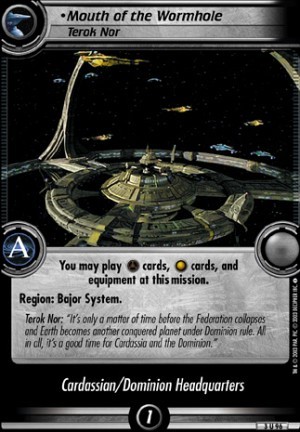 •Mouth of the Wormhole
Terok Nor
A
You may play cards, cards, and
equipment at this mission.
Region: Bajor System.
Terok Nor: "It's only a matter of time before the Federation collapses
and Earth becomes another conquered planet under Dominion rule. All
in all, it's a good time for Cardassia and the Dominion."
Cardassian/Dominion Headquarters
1
3 U 96